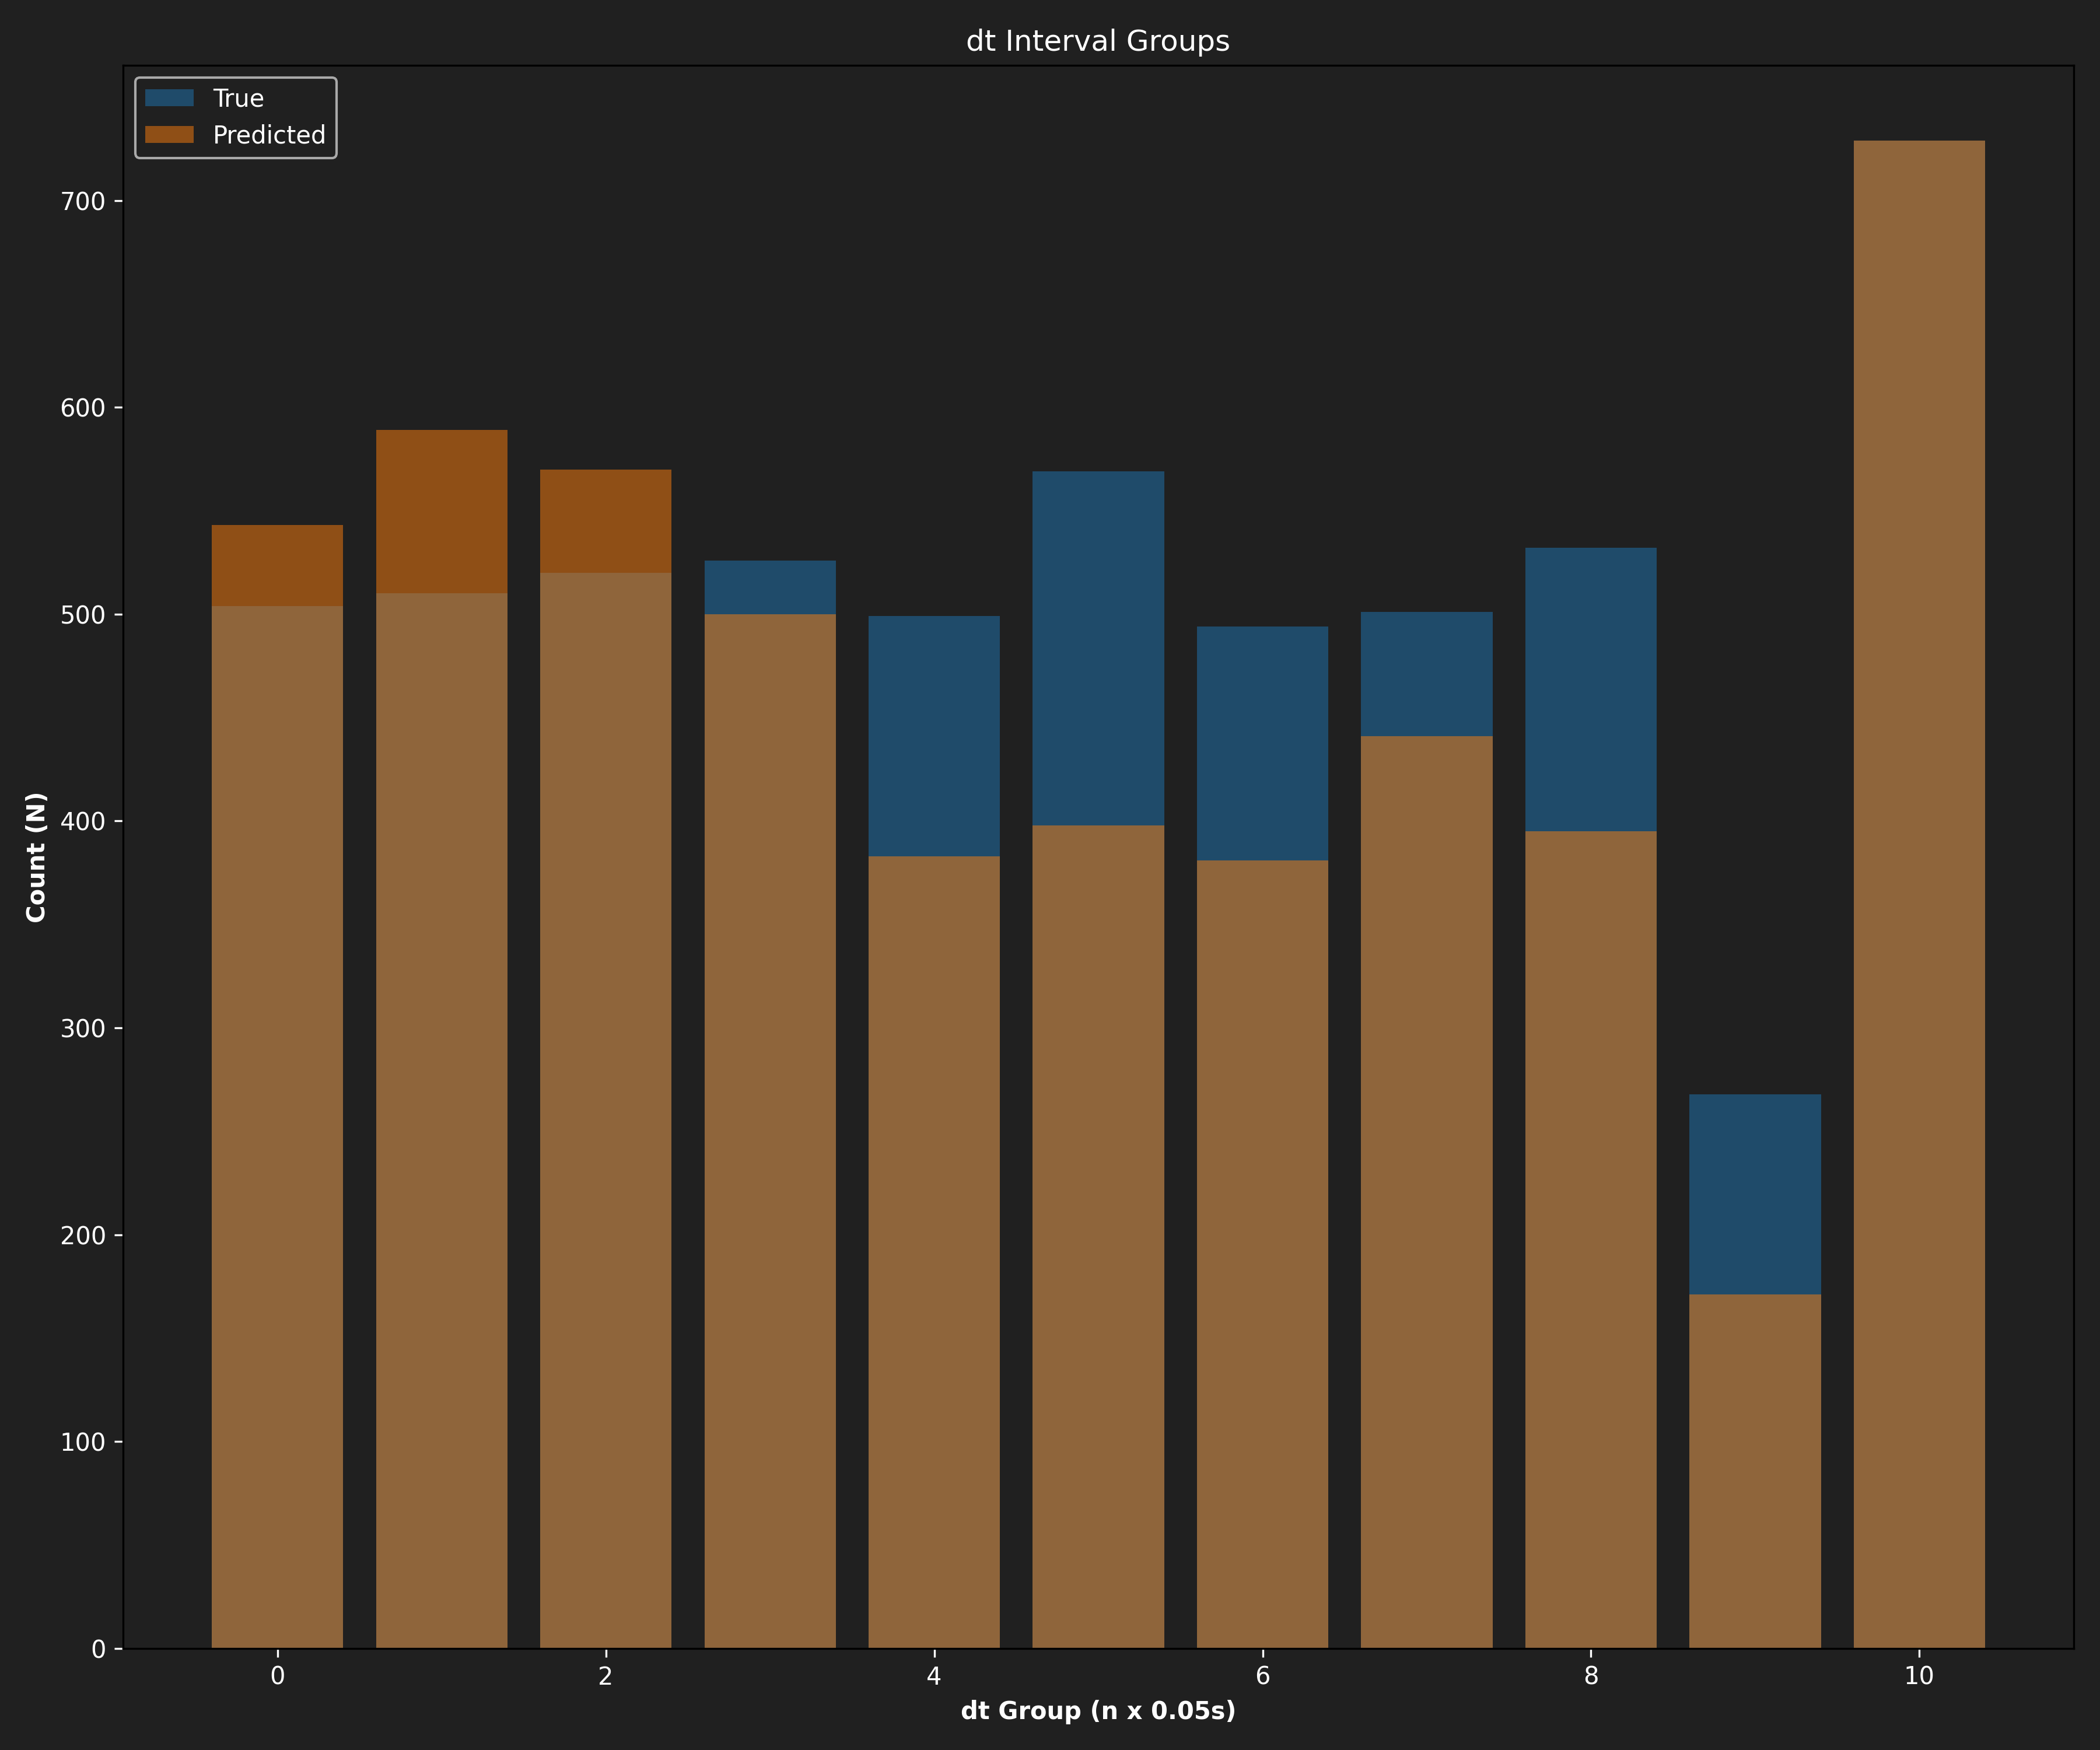 dt Interval Groups
True
Predicted
700
600
500
400
300
200
100
0
Count (N)
0 2 4 6 8 10
dt Group (n x 0.05s)